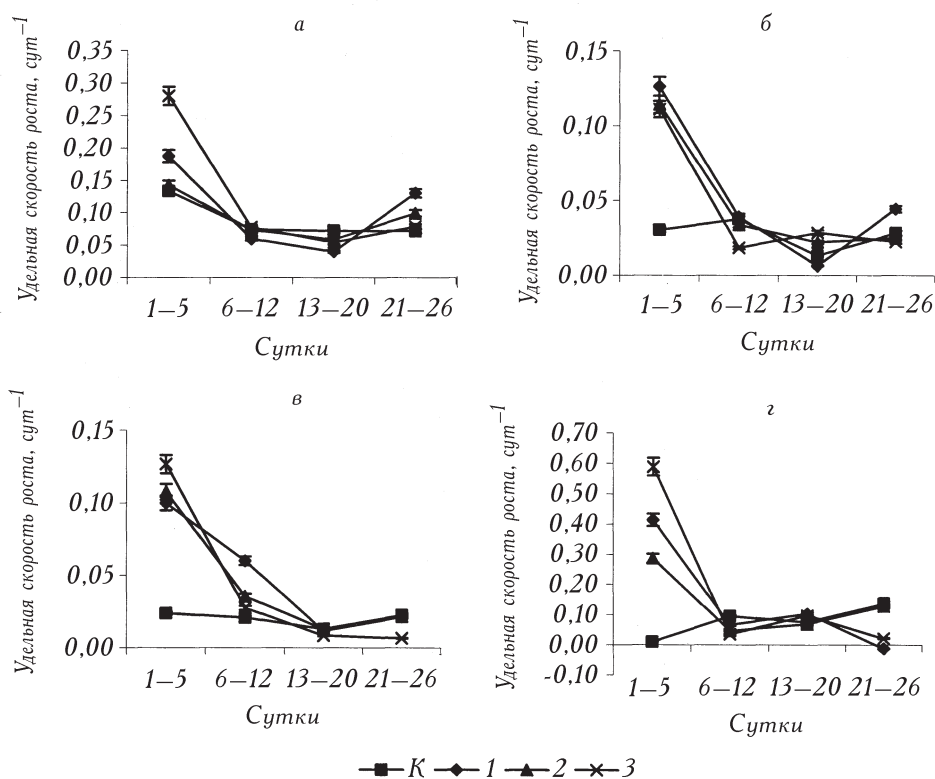 а
Удельная скорость роста, сут⁻¹
0,35
0,30
0,25
0,20
0,15
0,10
0,05
0,00
1–5 6–12 13–20 21–26
Сутки
б
Удельная скорость роста, сут⁻¹
0,15
0,10
0,05
0,00
1–5 6–12 13–20 21–26
Сутки
в
Удельная скорость роста, сут⁻¹
0,15
0,10
0,05
0,00
1–5 6–12 13–20 21–26
Сутки
г
Удельная скорость роста, сут⁻¹
0,70
0,60
0,50
0,40
0,30
0,20
0,10
0,00
-0,10
1–5 6–12 13–20 21–26
Сутки
К 1 2 3